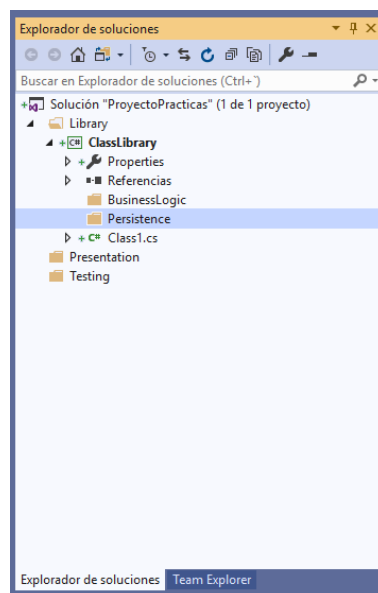 Explorador de soluciones
Buscar en Explorador de soluciones (Ctrl+¨)
Solución "ProyectoPracticas" (1 de 1 proyecto)
Library
C# ClassLibrary
Properties
Referencias
BusinessLogic
Persistence
C# Class1.cs
Presentation
Testing
Explorador de soluciones Team Explorer